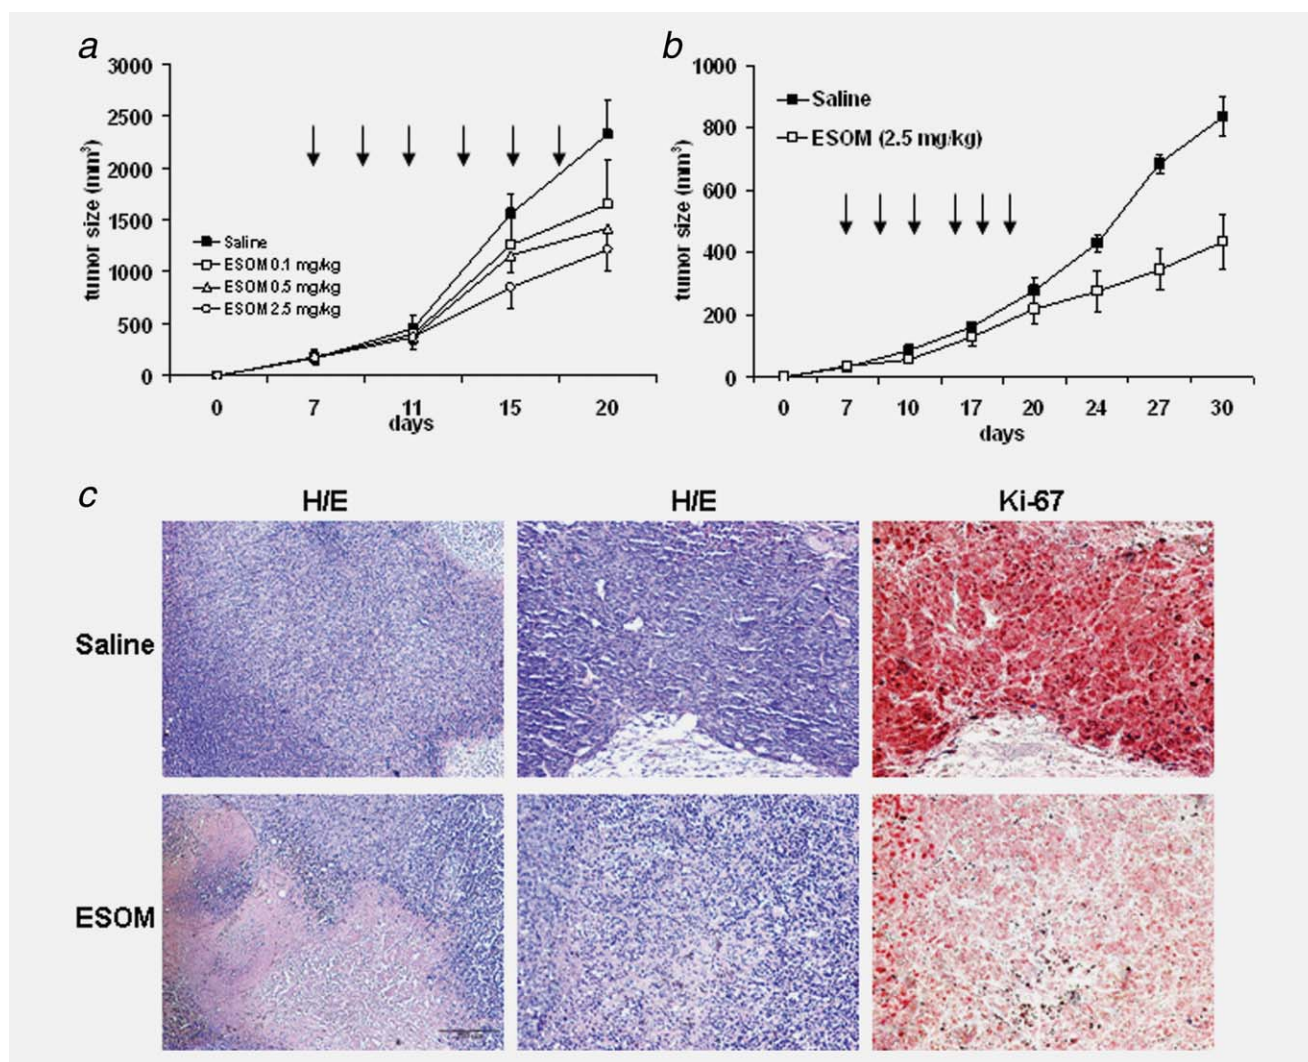 a
3000
2500
2000
1500
1000
500
0
tumor size (mm³)
Saline
ESOM 0.1 mg/kg
ESOM 0.5 mg/kg
ESOM 2.5 mg/kg
0 7 11 15 20
days
b
1000
800
600
400
200
0
tumor size (mm³)
Saline
ESOM (2.5 mg/kg)
0 7 10 17 20 24 27 30
days
c
H/E H/E Ki-67
Saline
ESOM